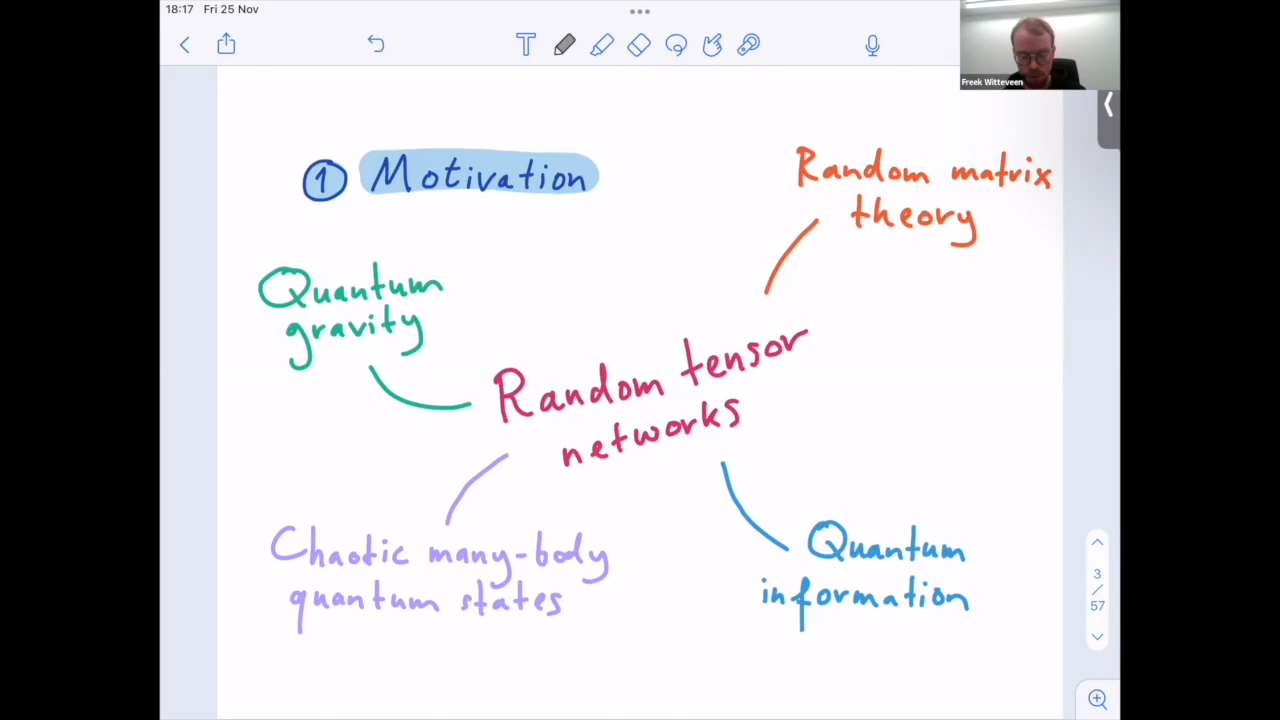 18:17 Fri 25 Nov
T
Freek Witteveen
1 Motivation
Random matrix
theory
Quantum
gravity
Random tensor
networks
Chaotic many-body
quantum states
Quantum
information
3
/
57